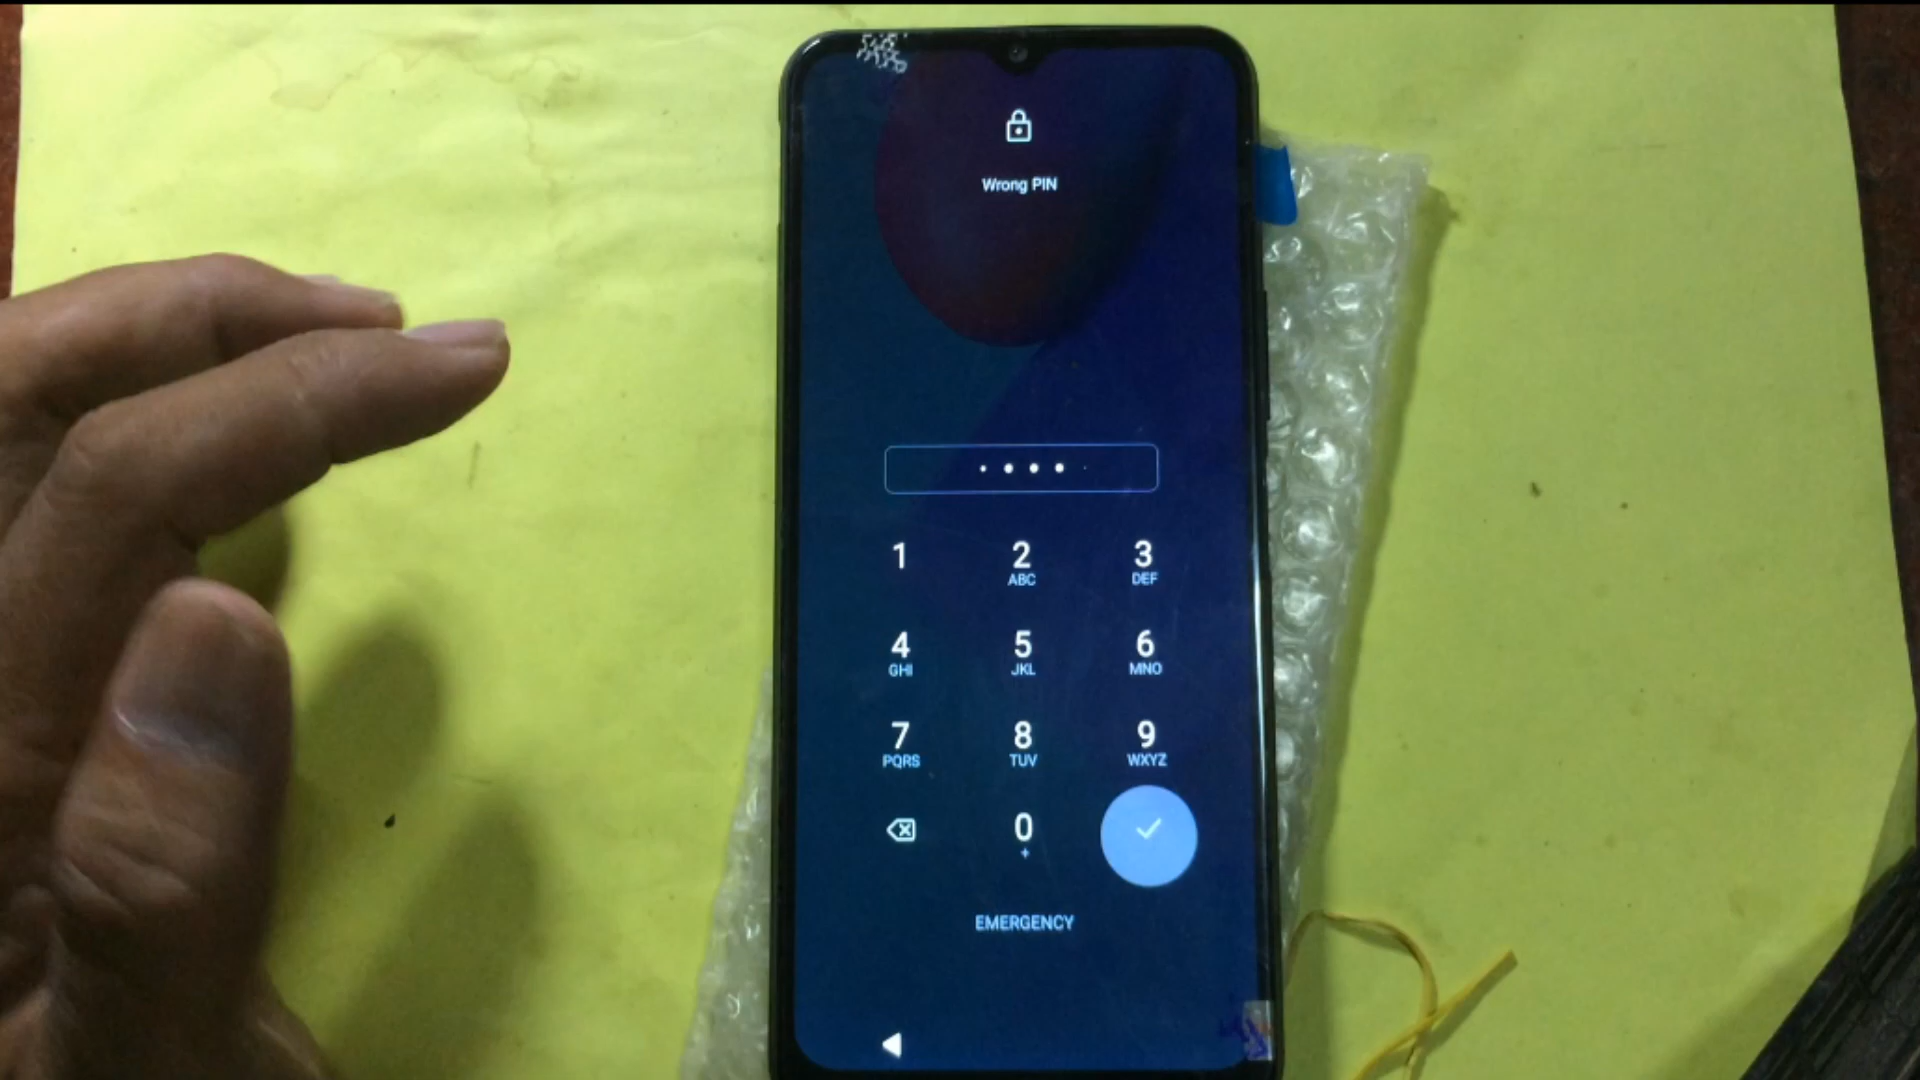 Wrong PIN
1
2
ABC
3
DEF
4
GHI
5
JKL
6
MNO
7
PQRS
8
TUV
9
WXYZ
0
+
EMERGENCY